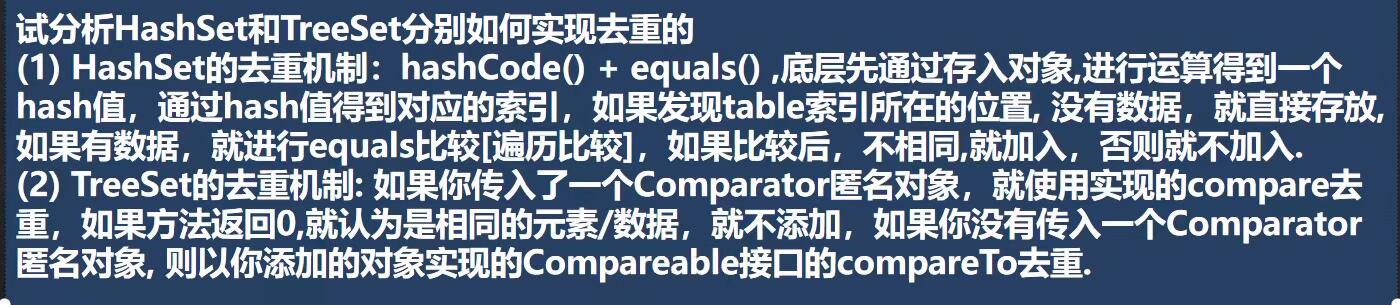 试分析HashSet和TreeSet分别如何实现去重的
(1) HashSet的去重机制：hashCode() + equals() ,底层先通过存入对象,进行运算得到一个
hash值，通过hash值得到对应的索引，如果发现table索引所在的位置, 没有数据，就直接存放,
如果有数据，就进行equals比较[遍历比较]，如果比较后，不相同,就加入，否则就不加入.
(2) TreeSet的去重机制: 如果你传入了一个Comparator匿名对象，就使用实现的compare去
重，如果方法返回0,就认为是相同的元素/数据，就不添加，如果你没有传入一个Comparator
匿名对象, 则以你添加的对象实现的Compareable接口的compareTo去重.